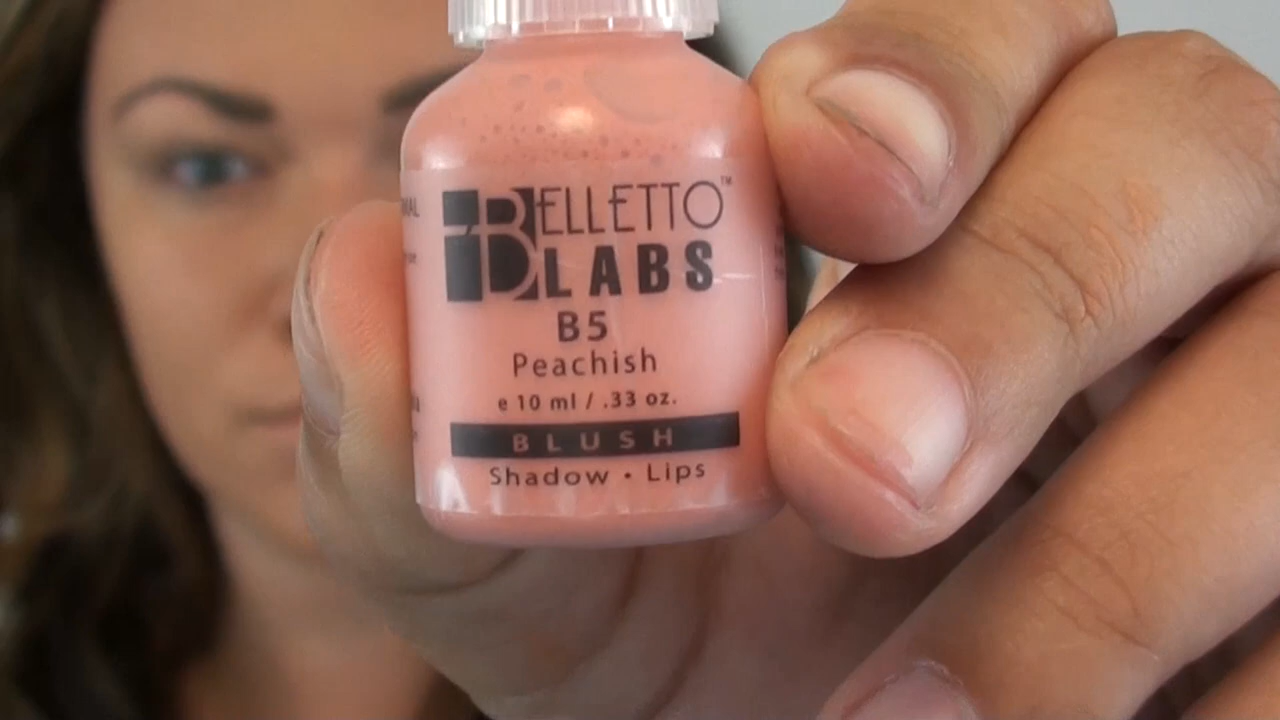 BELLETTO™
LABS
B5
Peachish
e 10 ml / .33 oz.
BLUSH
Shadow • Lips